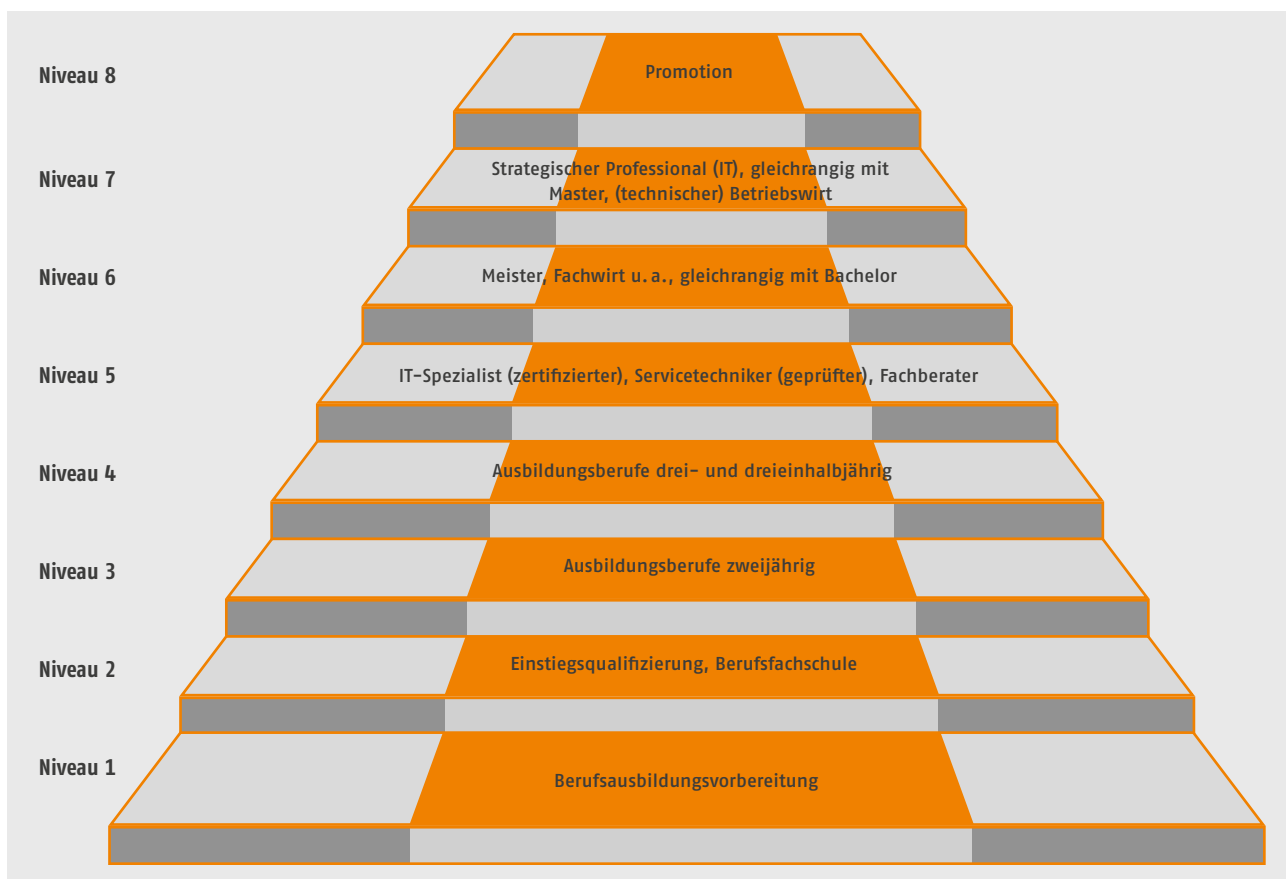 Niveau 8
Promotion
Niveau 7
Strategischer Professional (IT), gleichrangig mit
Master, (technischer) Betriebswirt
Niveau 6
Meister, Fachwirt u. a., gleichrangig mit Bachelor
Niveau 5
IT-Spezialist (zertifizierter), Servicetechniker (geprüfter), Fachberater
Niveau 4
Ausbildungsberufe drei- und dreieinhalbjährig
Niveau 3
Ausbildungsberufe zweijährig
Niveau 2
Einstiegsqualifizierung, Berufsfachschule
Niveau 1
Berufsausbildungsvorbereitung